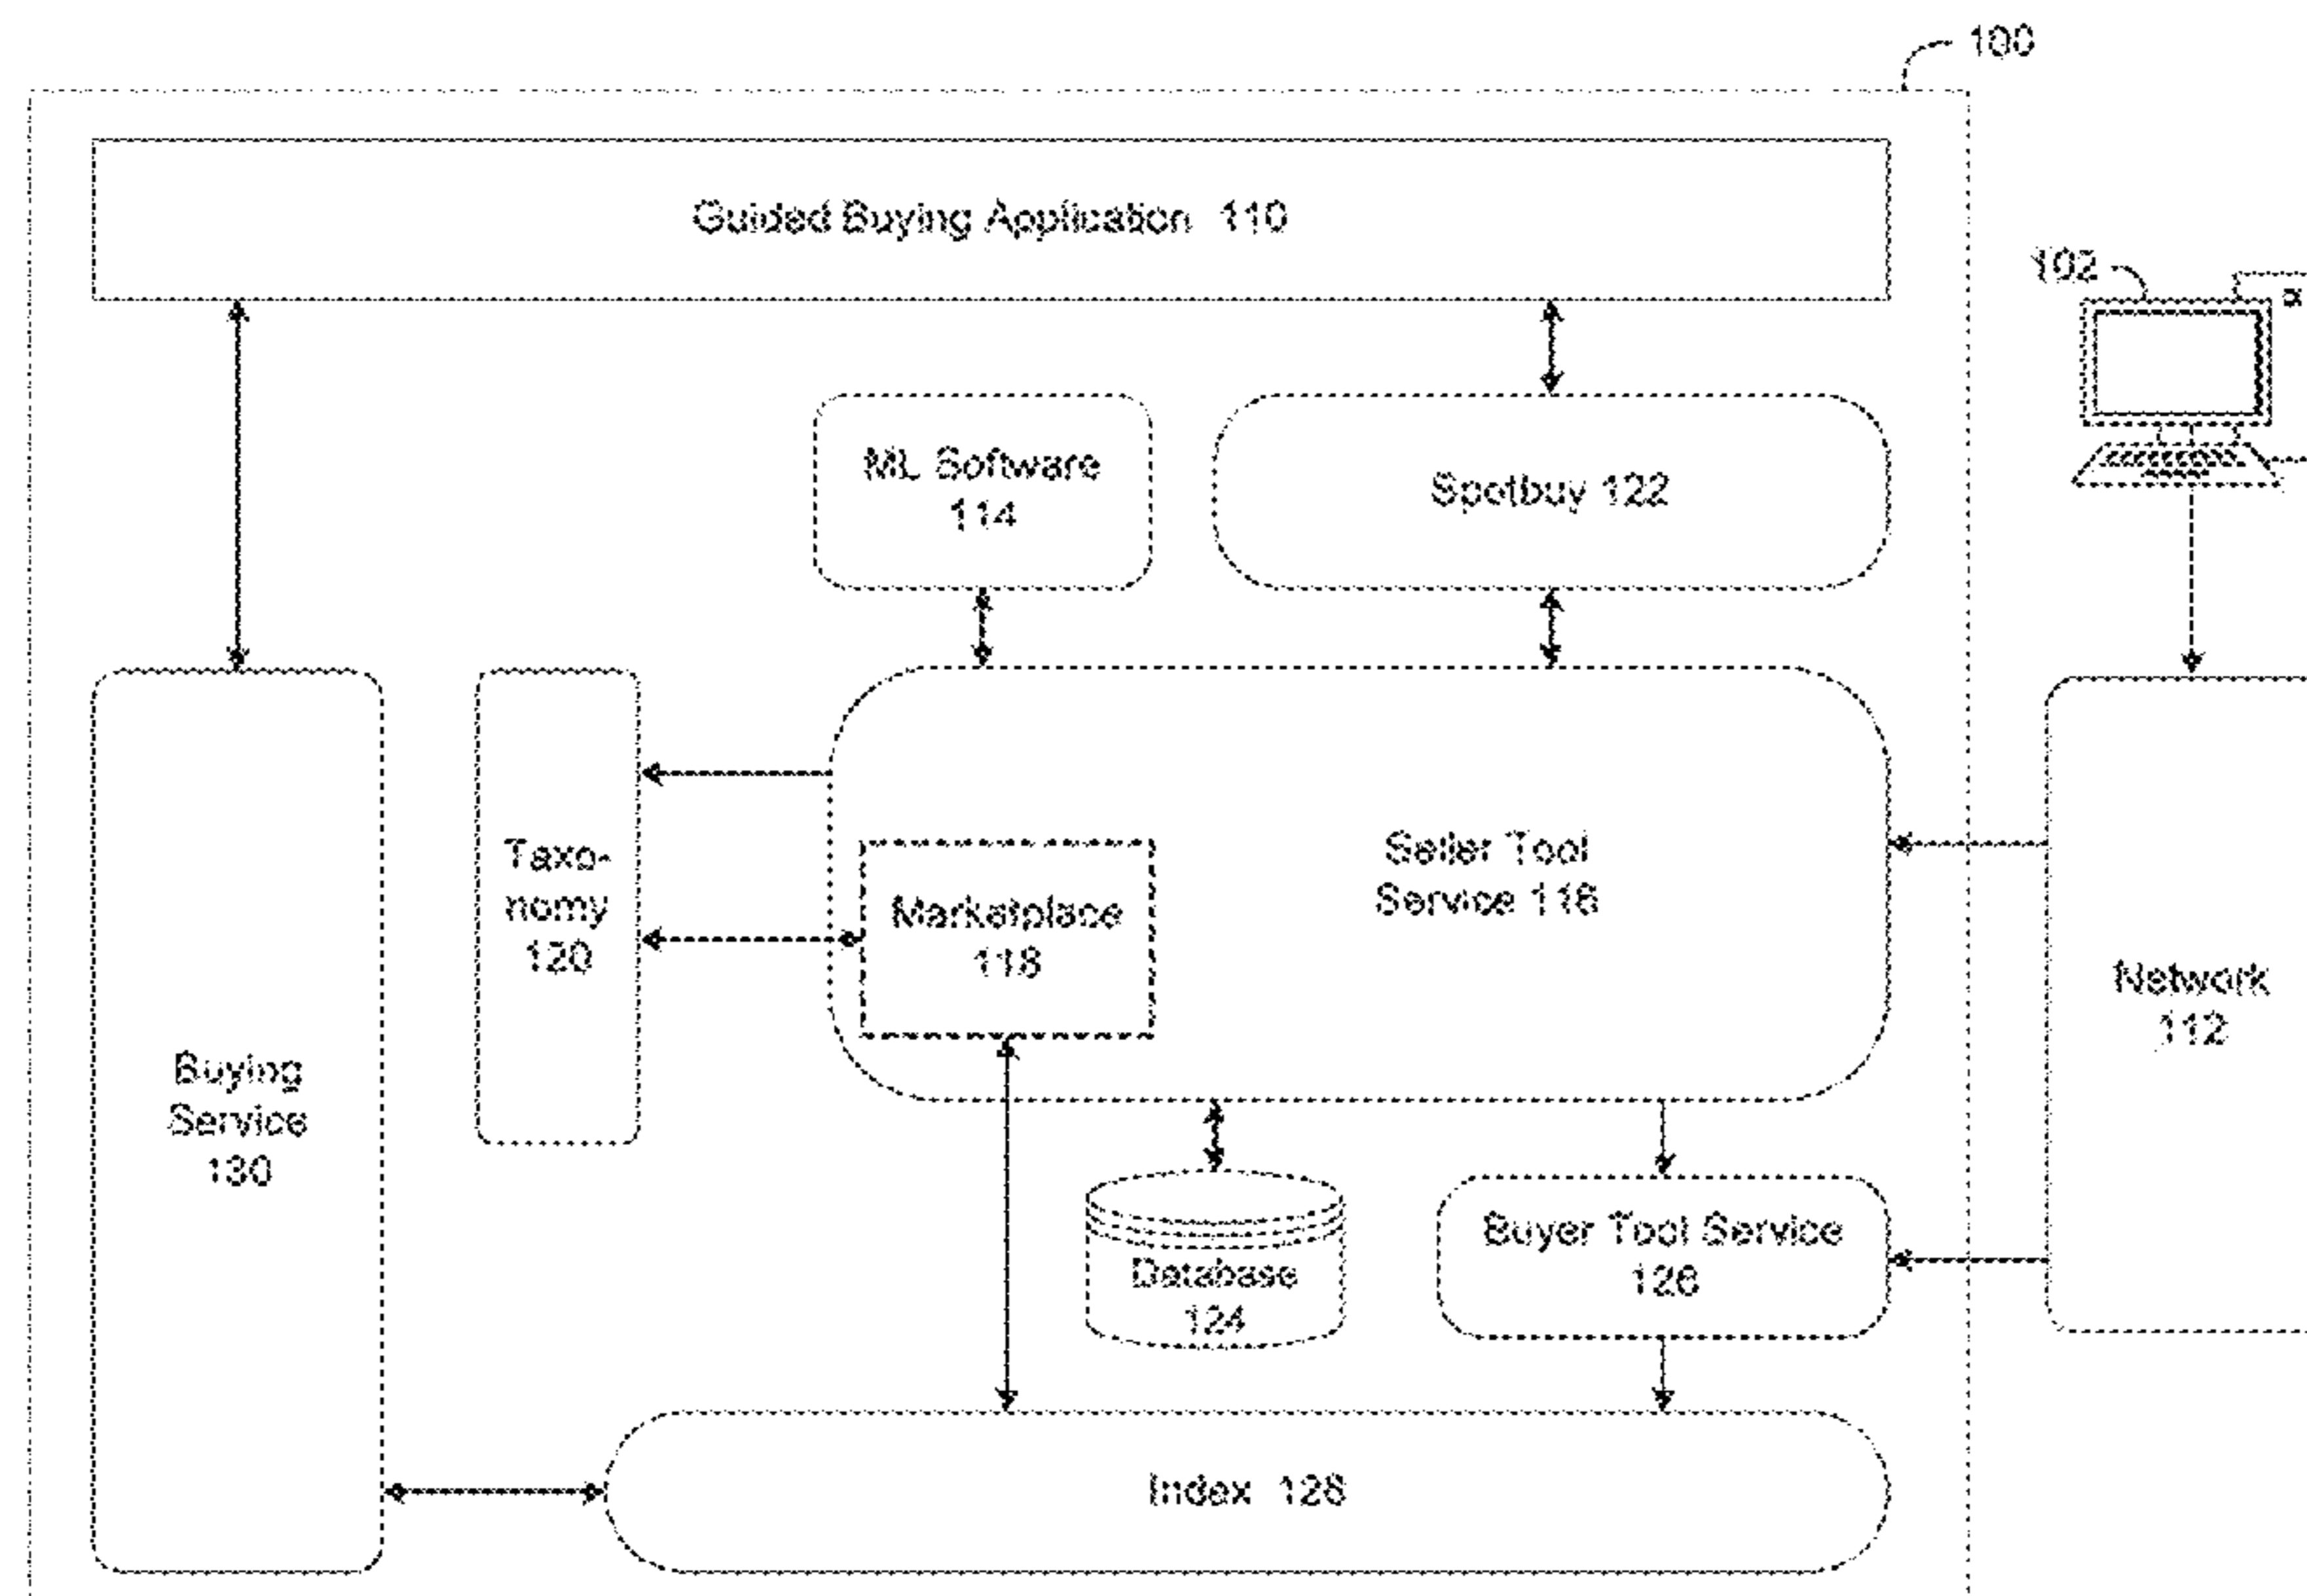 100
Guided Buying Application 110
102
ML Software
114
Spotbuy 122
Taxo-
nomy
120
Marketplace
118
Seller Tool
Service 116
Network
112
Buying
Service
130
Database
124
Buyer Tool Service
126
Index 128